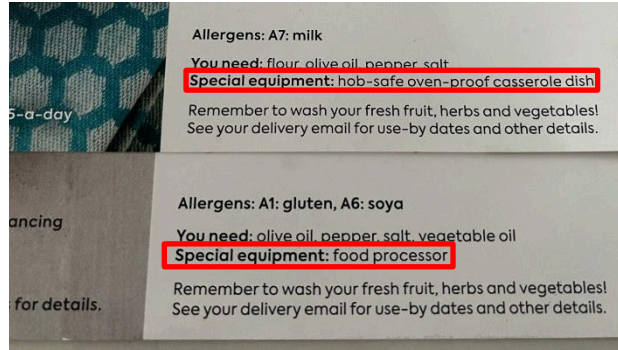 Allergens: A7: milk
You need: flour, olive oil, pepper, salt
Special equipment: hob-safe oven-proof casserole dish
5-a-day
Remember to wash your fresh fruit, herbs and vegetables!
See your delivery email for use-by dates and other details.
Allergens: A1: gluten, A6: soya
ancing
You need: olive oil, pepper, salt, vegetable oil
Special equipment: food processor
Remember to wash your fresh fruit, herbs and vegetables!
for details.
See your delivery email for use-by dates and other details.